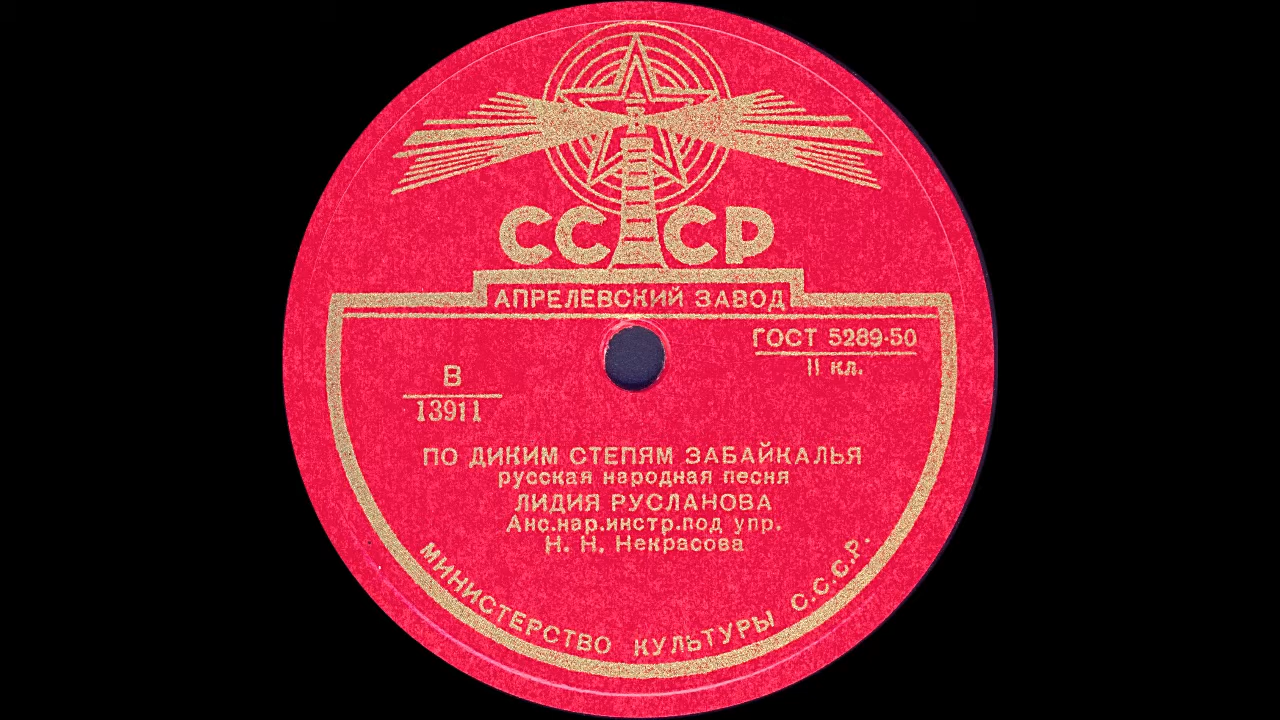 СССР
АПРЕЛЕВСКИЙ ЗАВОД
ГОСТ 5289-50
II кл.
В
13911
ПО ДИКИМ СТЕПЯМ ЗАБАЙКАЛЬЯ
русская народная песня
ЛИДИЯ РУСЛАНОВА
Анс.нар.инстр.под упр.
Н. Н. Некрасова
МИНИСТЕРСТВО КУЛЬТУРЫ С.С.С.Р.